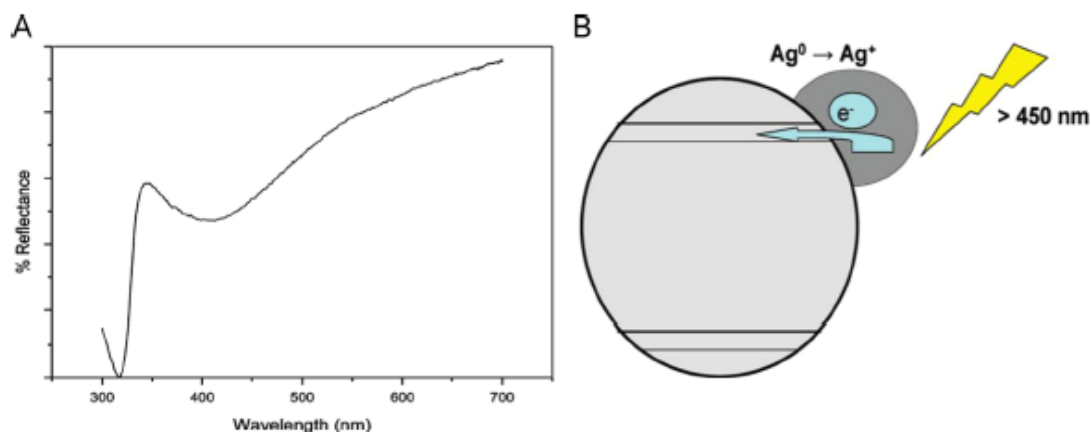 A
% Reflectance
300 400 500 600 700
Wavelength (nm)
B
Ag⁰ → Ag⁺
e⁻
> 450 nm